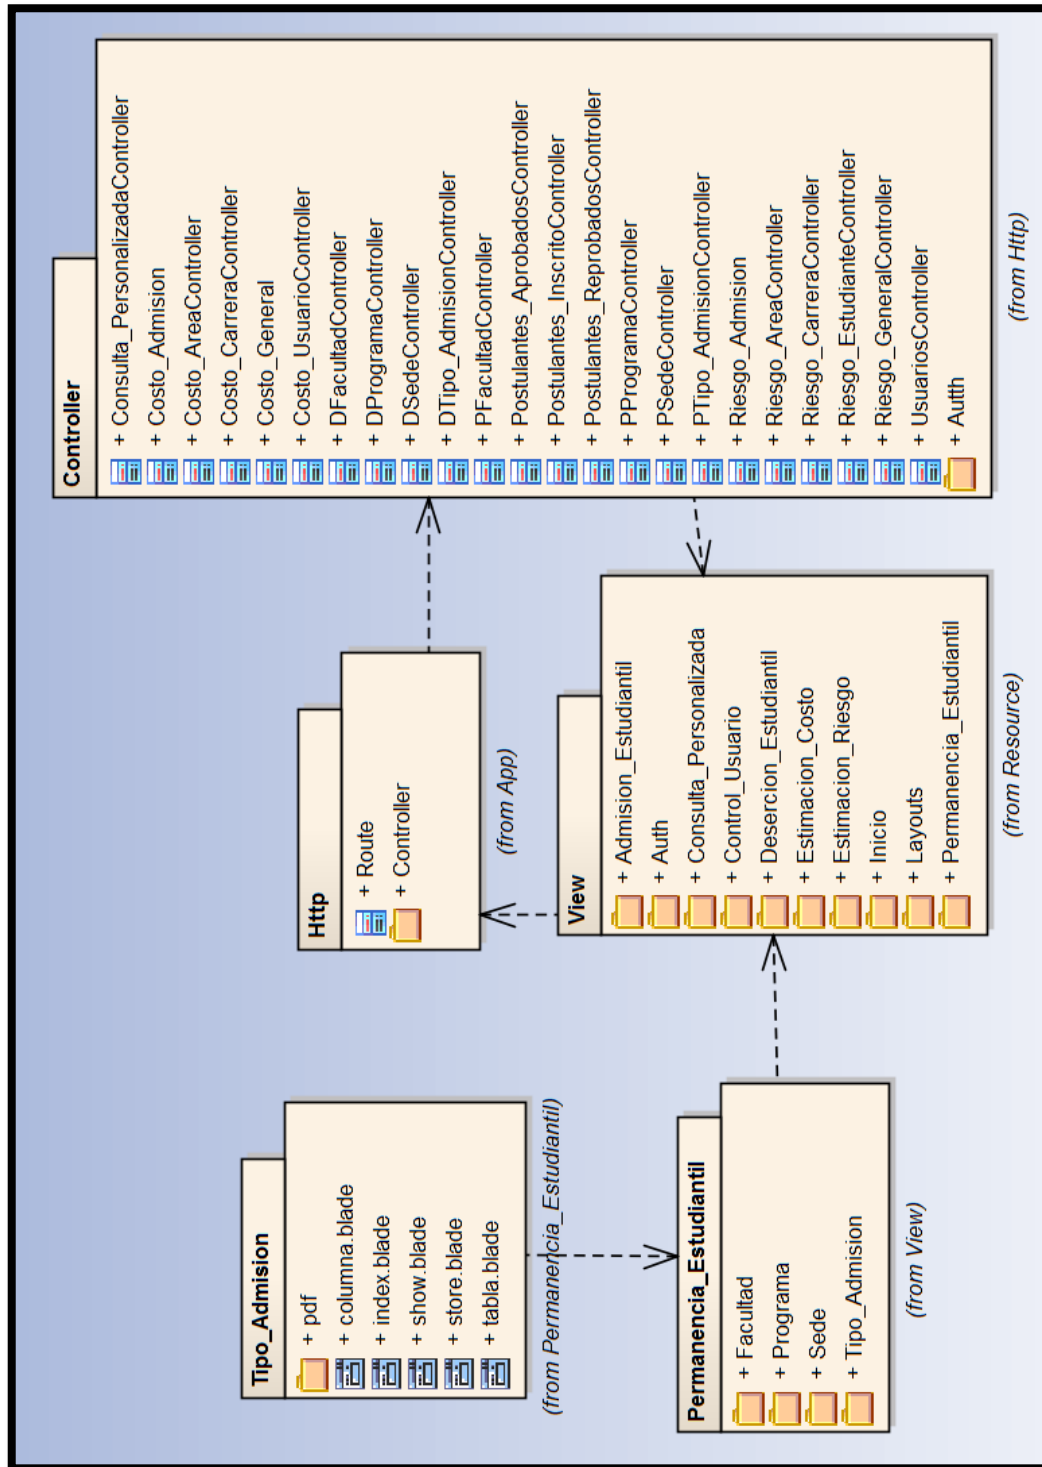 Tipo_Admision
+ pdf
+ columna.blade
+ index.blade
+ show.blade
+ store.blade
+ tabla.blade
(from Permanencia_Estudiantil)
Permanencia_Estudiantil
+ Facultad
+ Programa
+ Sede
+ Tipo_Admision
(from View)
Http
+ Route
+ Controller
(from App)
View
+ Admision_Estudiantil
+ Auth
+ Consulta_Personalizada
+ Control_Usuario
+ Desercion_Estudiantil
+ Estimacion_Costo
+ Estimacion_Riesgo
+ Inicio
+ Layouts
+ Permanencia_Estudiantil
(from Resource)
Controller
+ Consulta_PersonalizadaController
+ Costo_Admision
+ Costo_AreaController
+ Costo_CarreraController
+ Costo_General
+ Costo_UsuarioController
+ DFacultadController
+ DProgramaController
+ DSedeController
+ DTipo_AdmisionController
+ PFacultadController
+ Postulantes_AprobadosController
+ Postulantes_InscritoController
+ Postulantes_ReprobadosController
+ PProgramaController
+ PSedeController
+ PTipo_AdmisionController
+ Riesgo_Admision
+ Riesgo_AreaController
+ Riesgo_CarreraController
+ Riesgo_EstudianteController
+ Riesgo_GeneralController
+ UsuariosController
+ Autth
(from Http)